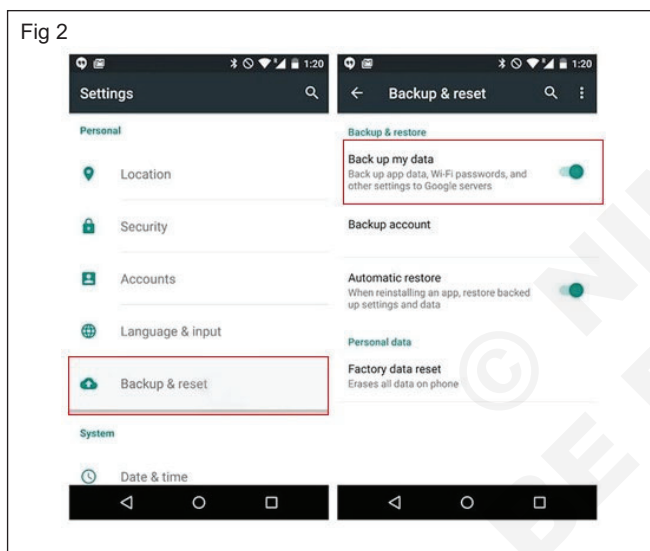 Fig 2
1:20
Settings
Personal
Location
Security
Accounts
Language & input
Backup & reset
System
Date & time
1:20
Backup & reset
Backup & restore
Back up my data
Back up app data, Wi-Fi passwords, and
other settings to Google servers
Backup account
Automatic restore
When reinstalling an app, restore backed
up settings and data
Personal data
Factory data reset
Erases all data on phone
©